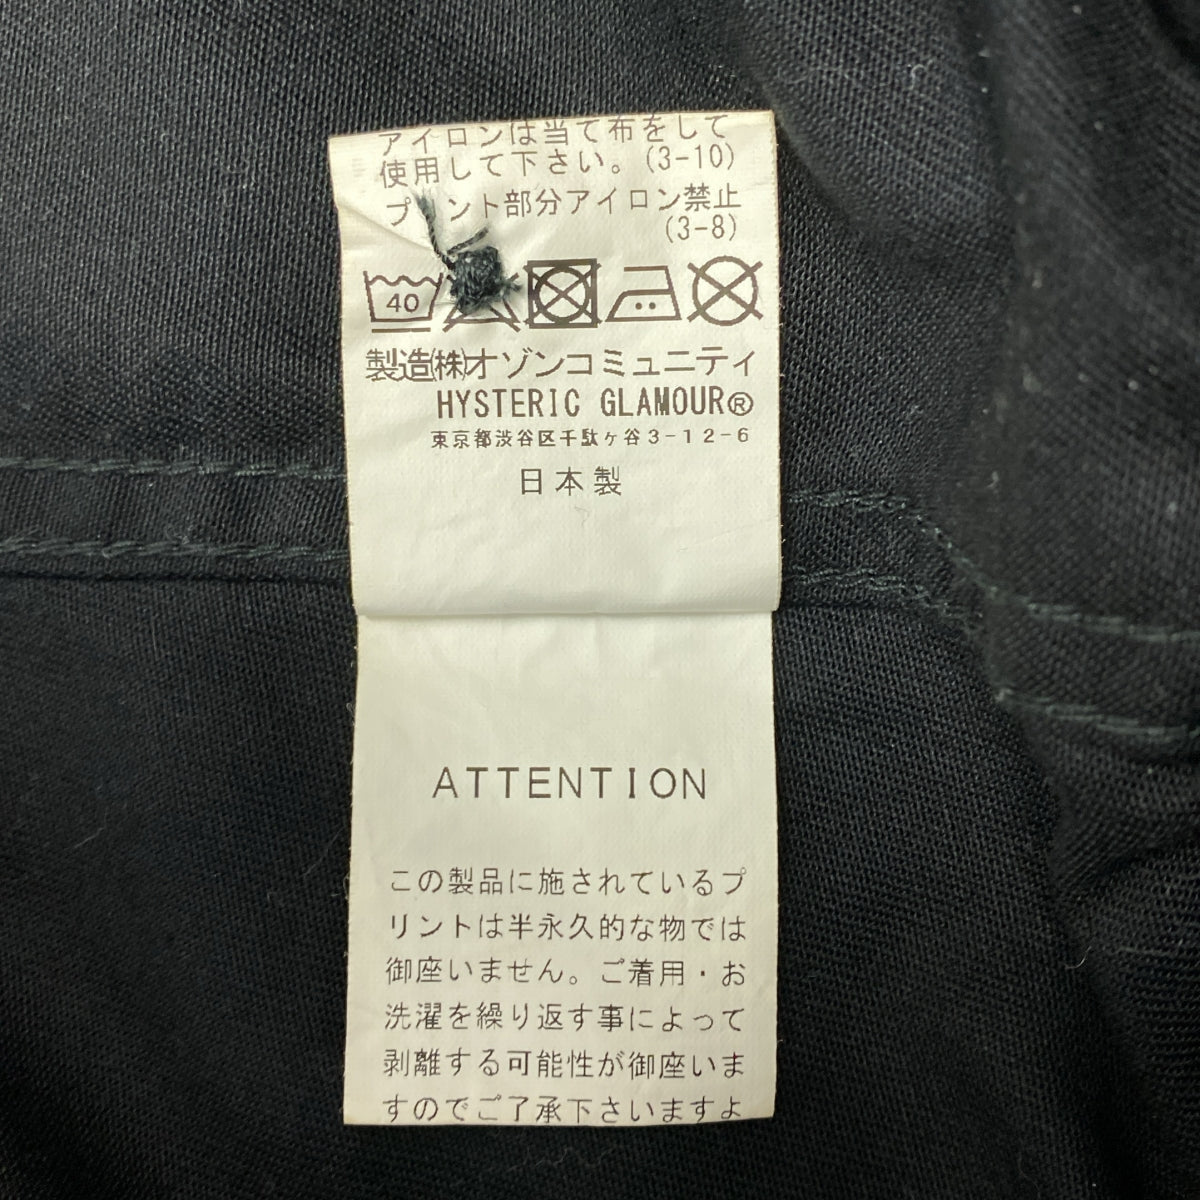 アイロンは当て布をして
使用して下さい。(3-10)
プリント部分アイロン禁止
(3-8)
40
製造(株)オゾンコミュニティ
HYSTERIC GLAMOUR®
東京都渋谷区千駄ヶ谷3-12-6
日本製
ATTENTION
この製品に施されているプ
リントは半永久的な物では
御座いません。ご着用・お
洗濯を繰り返す事によって
剥離する可能性が御座いま
すのでご了承下さいますよ